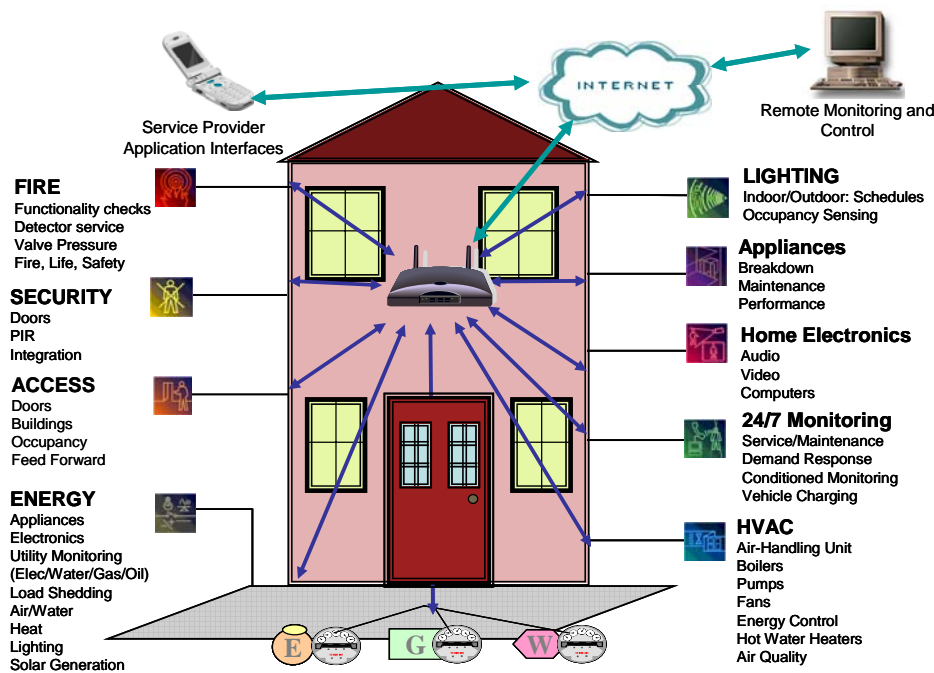 INTERNET
Service Provider
Application Interfaces
Remote Monitoring and
Control
FIRE
Functionality checks
Detector service
Valve Pressure
Fire, Life, Safety
SECURITY
Doors
PIR
Integration
ACCESS
Doors
Buildings
Occupancy
Feed Forward
ENERGY
Appliances
Electronics
Utility Monitoring
(Elec/Water/Gas/Oil)
Load Shedding
Air/Water
Heat
Lighting
Solar Generation
LIGHTING
Indoor/Outdoor: Schedules
Occupancy Sensing
Appliances
Breakdown
Maintenance
Performance
Home Electronics
Audio
Video
Computers
24/7 Monitoring
Service/Maintenance
Demand Response
Conditioned Monitoring
Vehicle Charging
HVAC
Air-Handling Unit
Boilers
Pumps
Fans
Energy Control
Hot Water Heaters
Air Quality
E
G
W